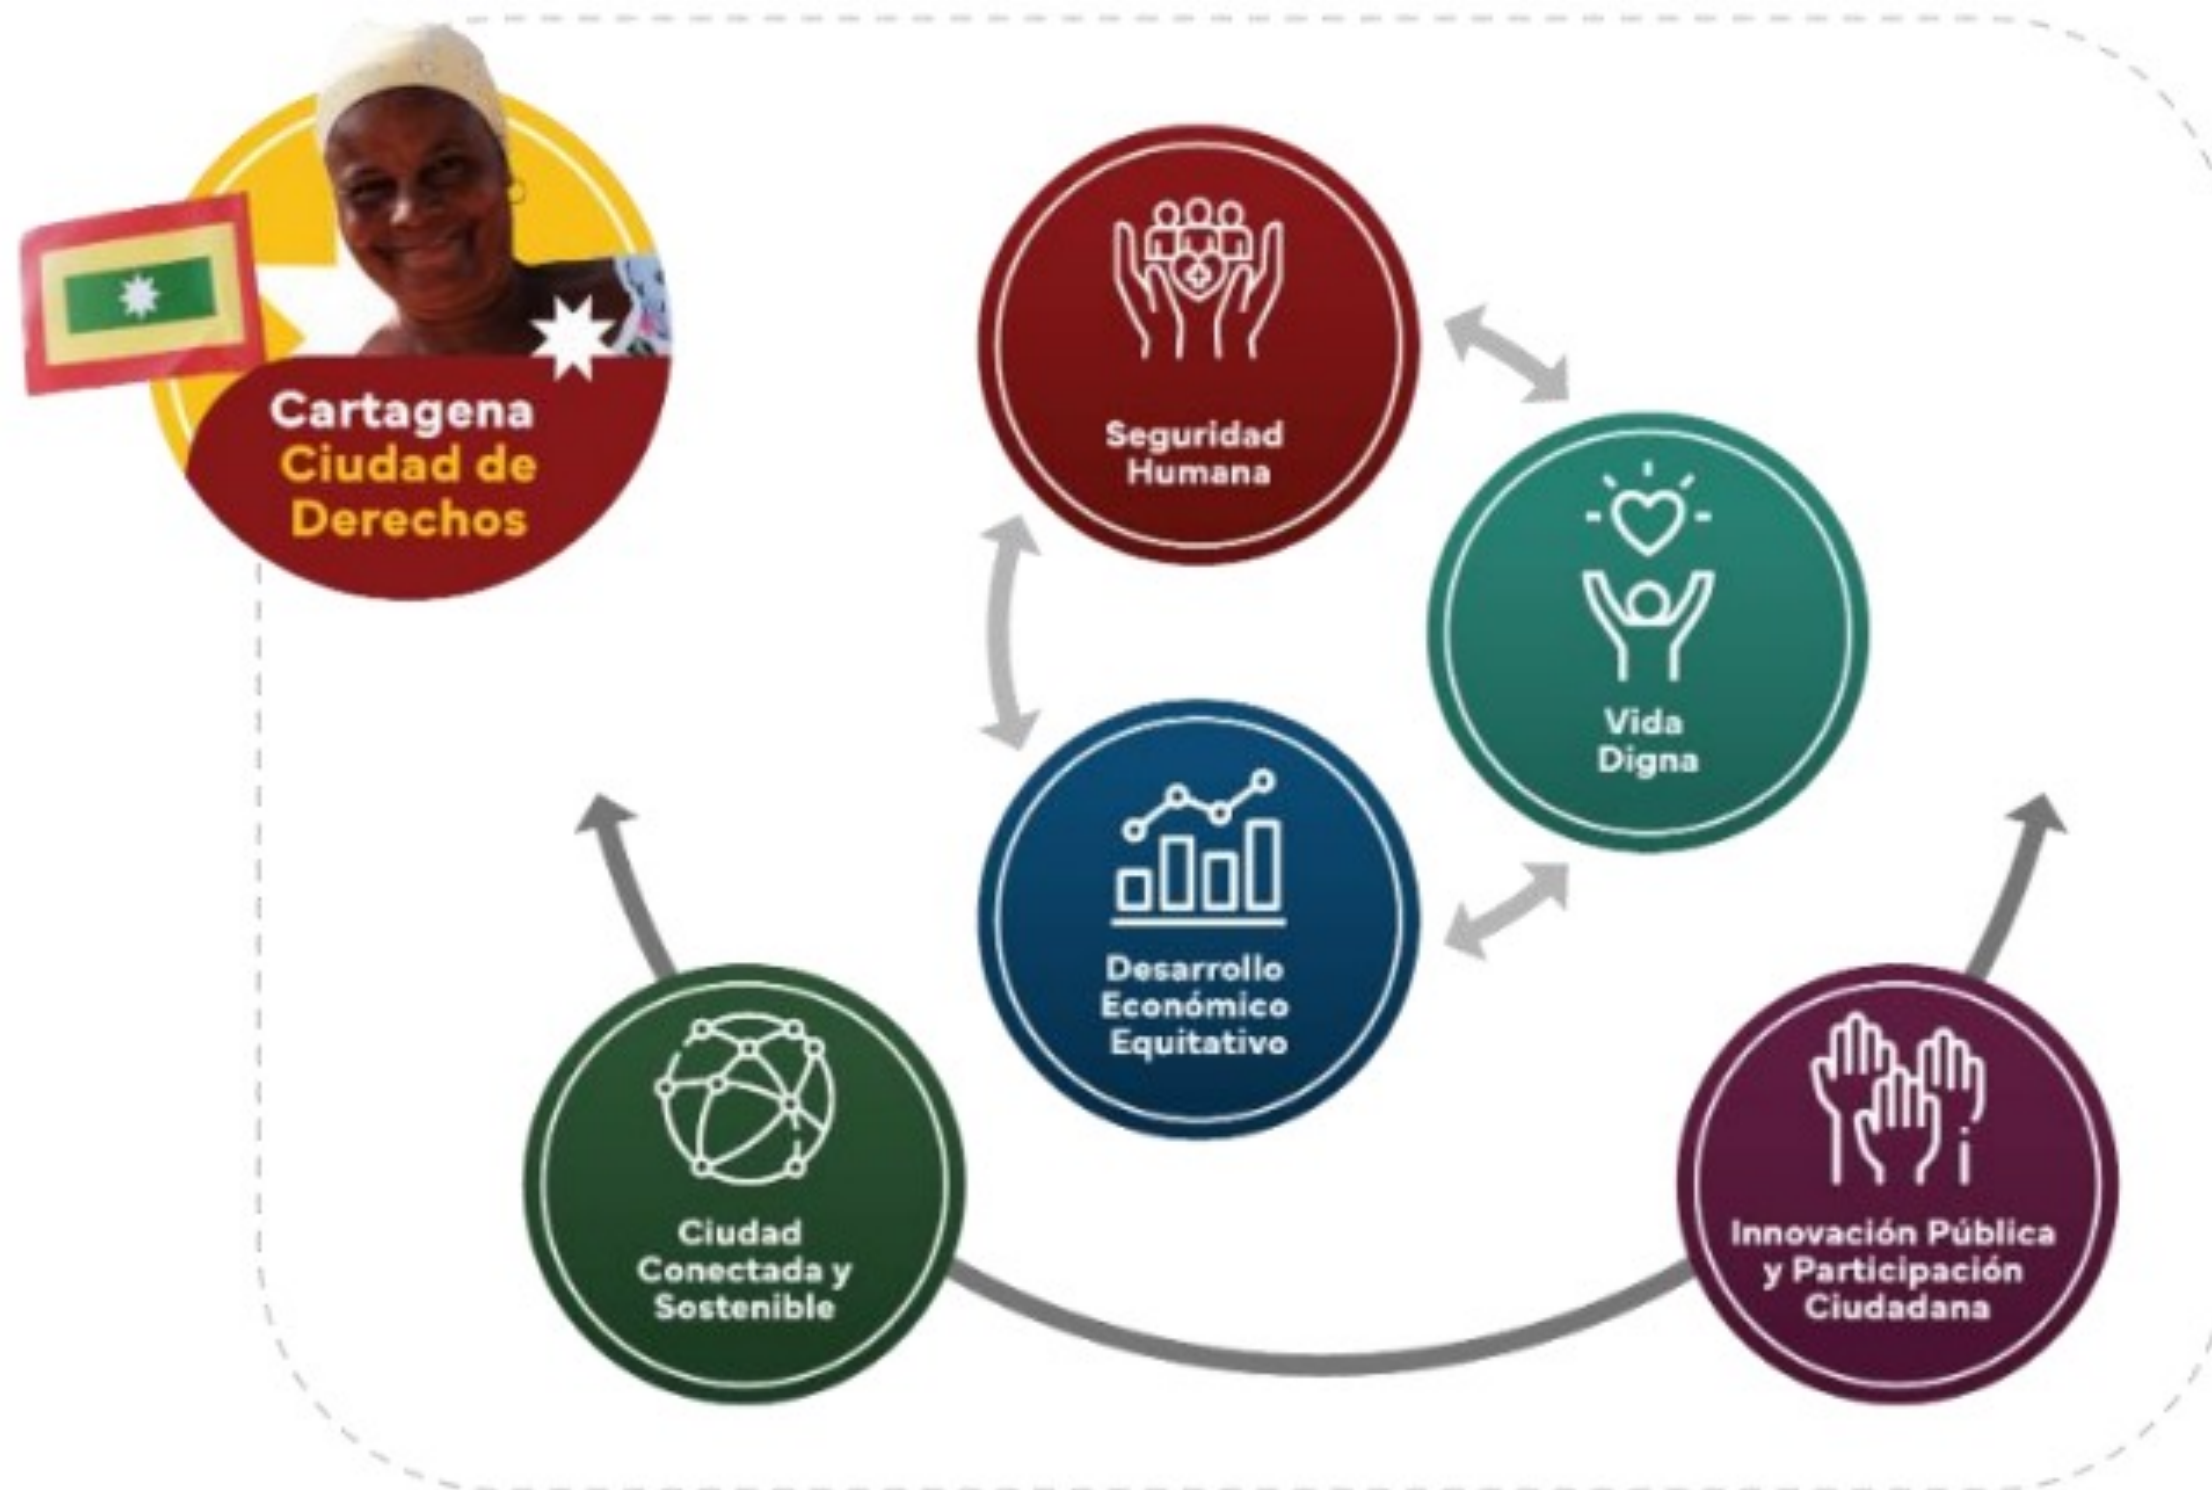 Cartagena
Ciudad de
Derechos
Seguridad
Humana
Vida
Digna
Desarrollo
Económico
Equitativo
Ciudad
Conectada y
Sostenible
Innovación Pública
y Participación
Ciudadana